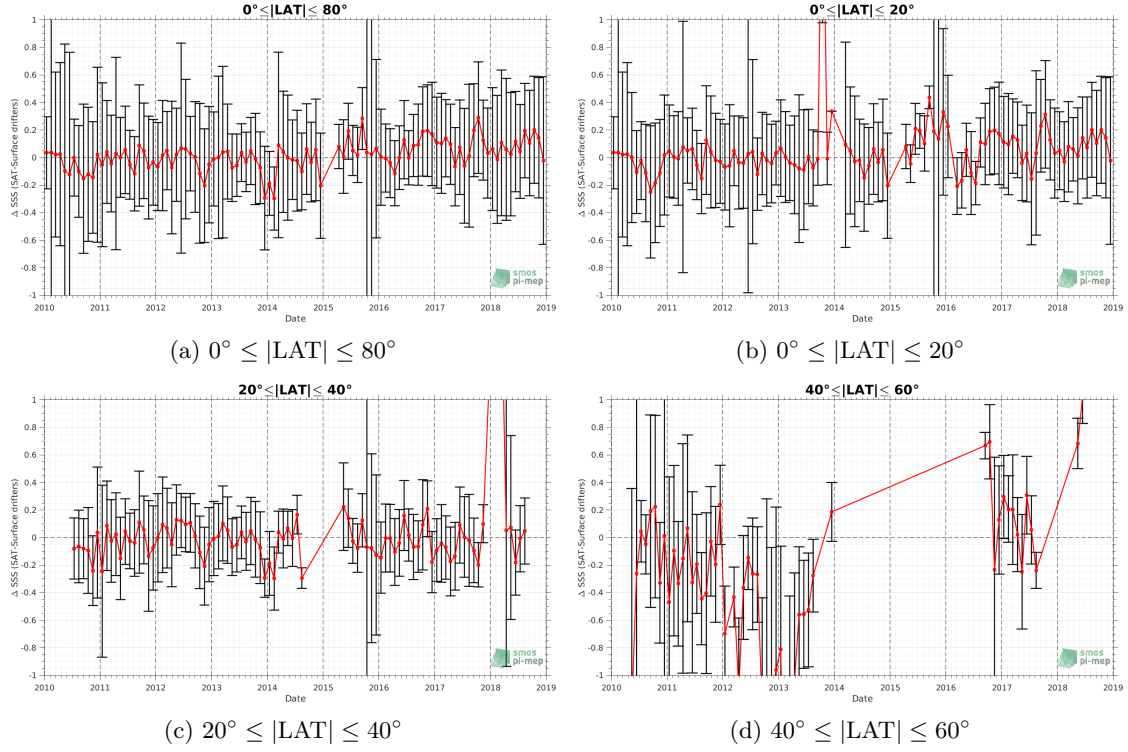 0°≤|LAT|≤ 80°
Δ SSS (SAT-Surface drifters)
1
0.8
0.6
0.4
0.2
0
-0.2
-0.4
-0.6
-0.8
-1
2010 2011 2012 2013 2014 2015 2016 2017 2018 2019
Date
smos
pi-mep
(a) 0° ≤ |LAT| ≤ 80°
0°≤|LAT|≤ 20°
Δ SSS (SAT-Surface drifters)
1
0.8
0.6
0.4
0.2
0
-0.2
-0.4
-0.6
-0.8
-1
2010 2011 2012 2013 2014 2015 2016 2017 2018 2019
Date
smos
pi-mep
(b) 0° ≤ |LAT| ≤ 20°
20°≤|LAT|≤ 40°
Δ SSS (SAT-Surface drifters)
1
0.8
0.6
0.4
0.2
0
-0.2
-0.4
-0.6
-0.8
-1
2010 2011 2012 2013 2014 2015 2016 2017 2018 2019
Date
smos
pi-mep
(c) 20° ≤ |LAT| ≤ 40°
40°≤|LAT|≤ 60°
Δ SSS (SAT-Surface drifters)
1
0.8
0.6
0.4
0.2
0
-0.2
-0.4
-0.6
-0.8
-1
2010 2011 2012 2013 2014 2015 2016 2017 2018 2019
Date
smos
pi-mep
(d) 40° ≤ |LAT| ≤ 60°